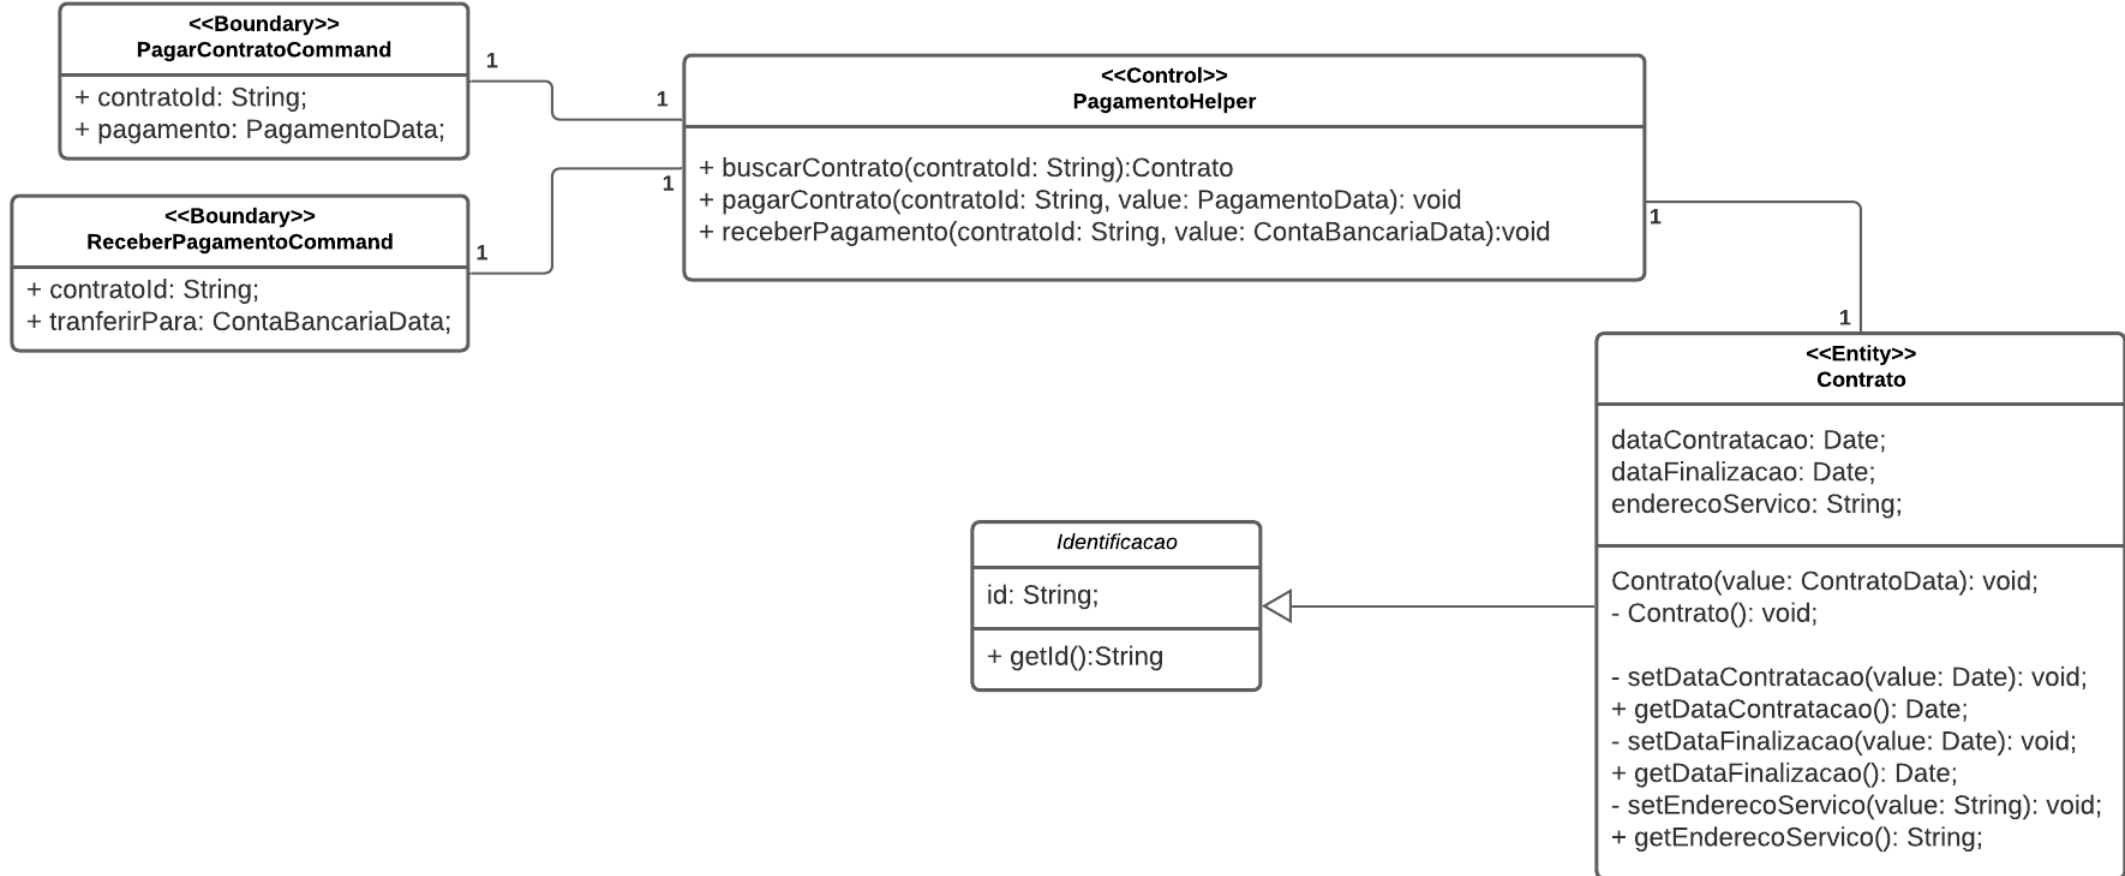 <<Boundary>>
PagarContratoCommand
+ contratoId: String;
+ pagamento: PagamentoData;
1
1
<<Boundary>>
ReceberPagamentoCommand
+ contratoId: String;
+ tranferirPara: ContaBancariaData;
1
1
<<Control>>
PagamentoHelper
+ buscarContrato(contratoId: String):Contrato
+ pagarContrato(contratoId: String, value: PagamentoData): void
+ receberPagamento(contratoId: String, value: ContaBancariaData):void
1
1
<<Entity>>
Contrato
dataContratacao: Date;
dataFinalizacao: Date;
enderecoServico: String;
Contrato(value: ContratoData): void;
- Contrato(): void;
- setDataContratacao(value: Date): void;
+ getDataContratacao(): Date;
- setDataFinalizacao(value: Date): void;
+ getDataFinalizacao(): Date;
- setEnderecoServico(value: String): void;
+ getEnderecoServico(): String;
Identificacao
id: String;
+ getId():String